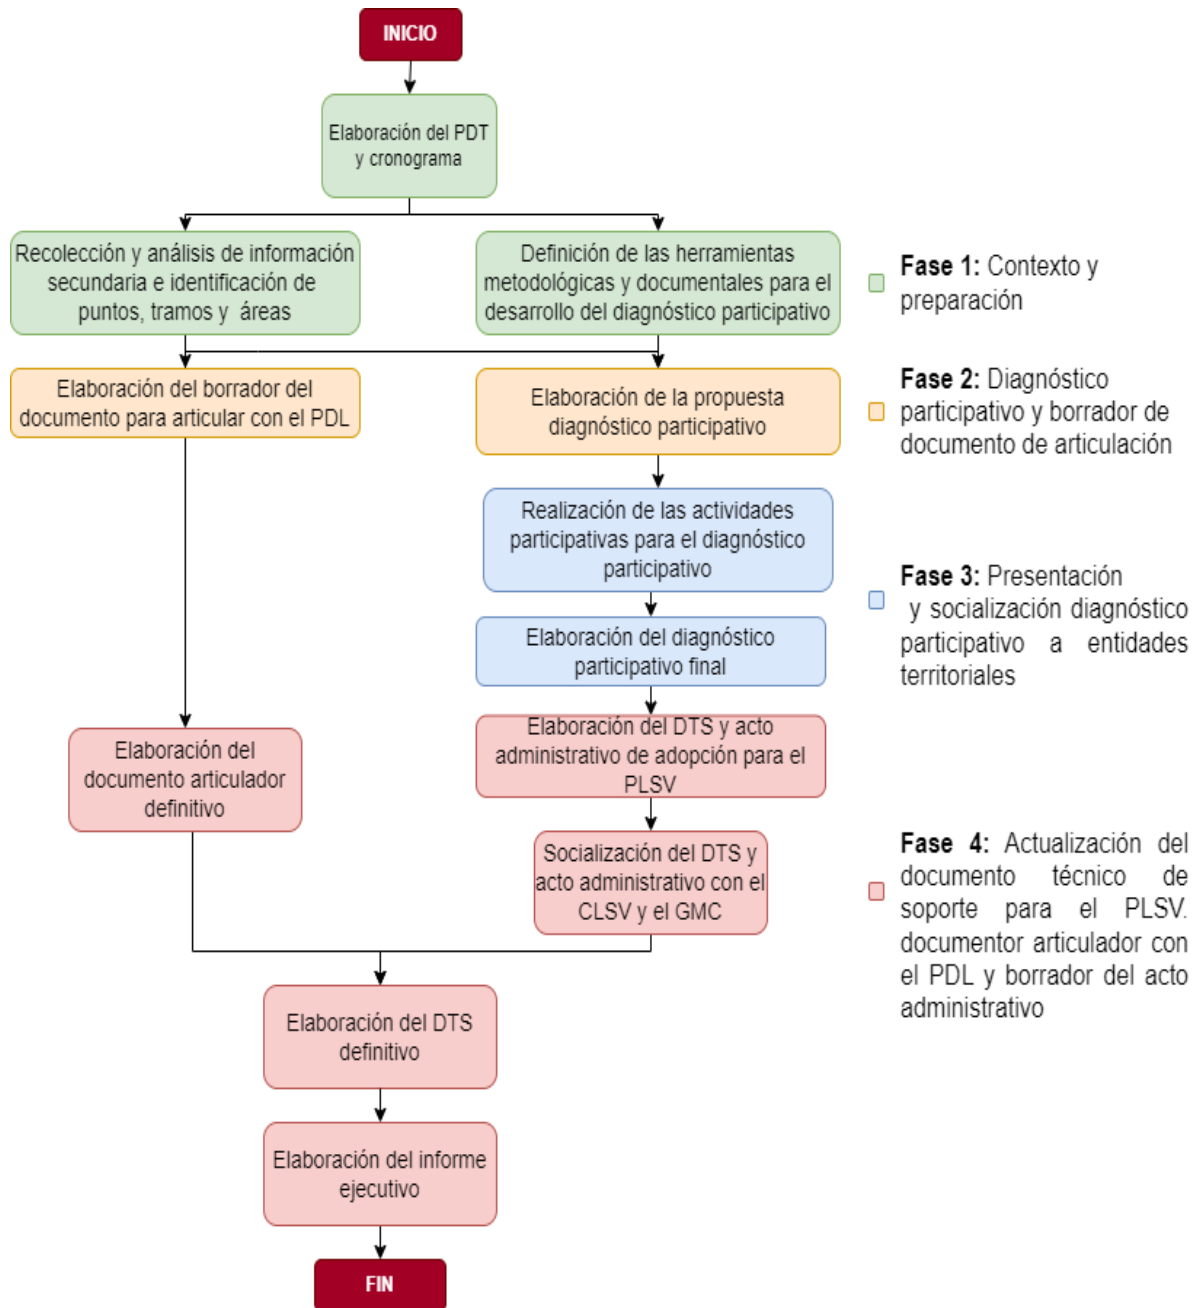 INICIO
Elaboración del PDT
y cronograma
Recolección y análisis de información
secundaria e identificación de
puntos, tramos y áreas
Definición de las herramientas
metodológicas y documentales para el
desarrollo del diagnóstico participativo
Fase 1: Contexto y
preparación
Elaboración del borrador del
documento para articular con el PDL
Elaboración de la propuesta
diagnóstico participativo
Fase 2: Diagnóstico
participativo y borrador de
documento de articulación
Realización de las actividades
participativas para el diagnóstico
participativo
Elaboración del diagnóstico
participativo final
Fase 3: Presentación
y socialización diagnóstico
participativo a entidades
territoriales
Elaboración del
documento articulador
definitivo
Elaboración del DTS y acto
administrativo de adopción para el
PLSV
Socialización del DTS y
acto administrativo con el
CLSV y el GMC
Fase 4: Actualización del
documento técnico de
soporte para el PLSV.
documentor articulador con
el PDL y borrador del acto
administrativo
Elaboración del DTS
definitivo
Elaboración del informe
ejecutivo
FIN